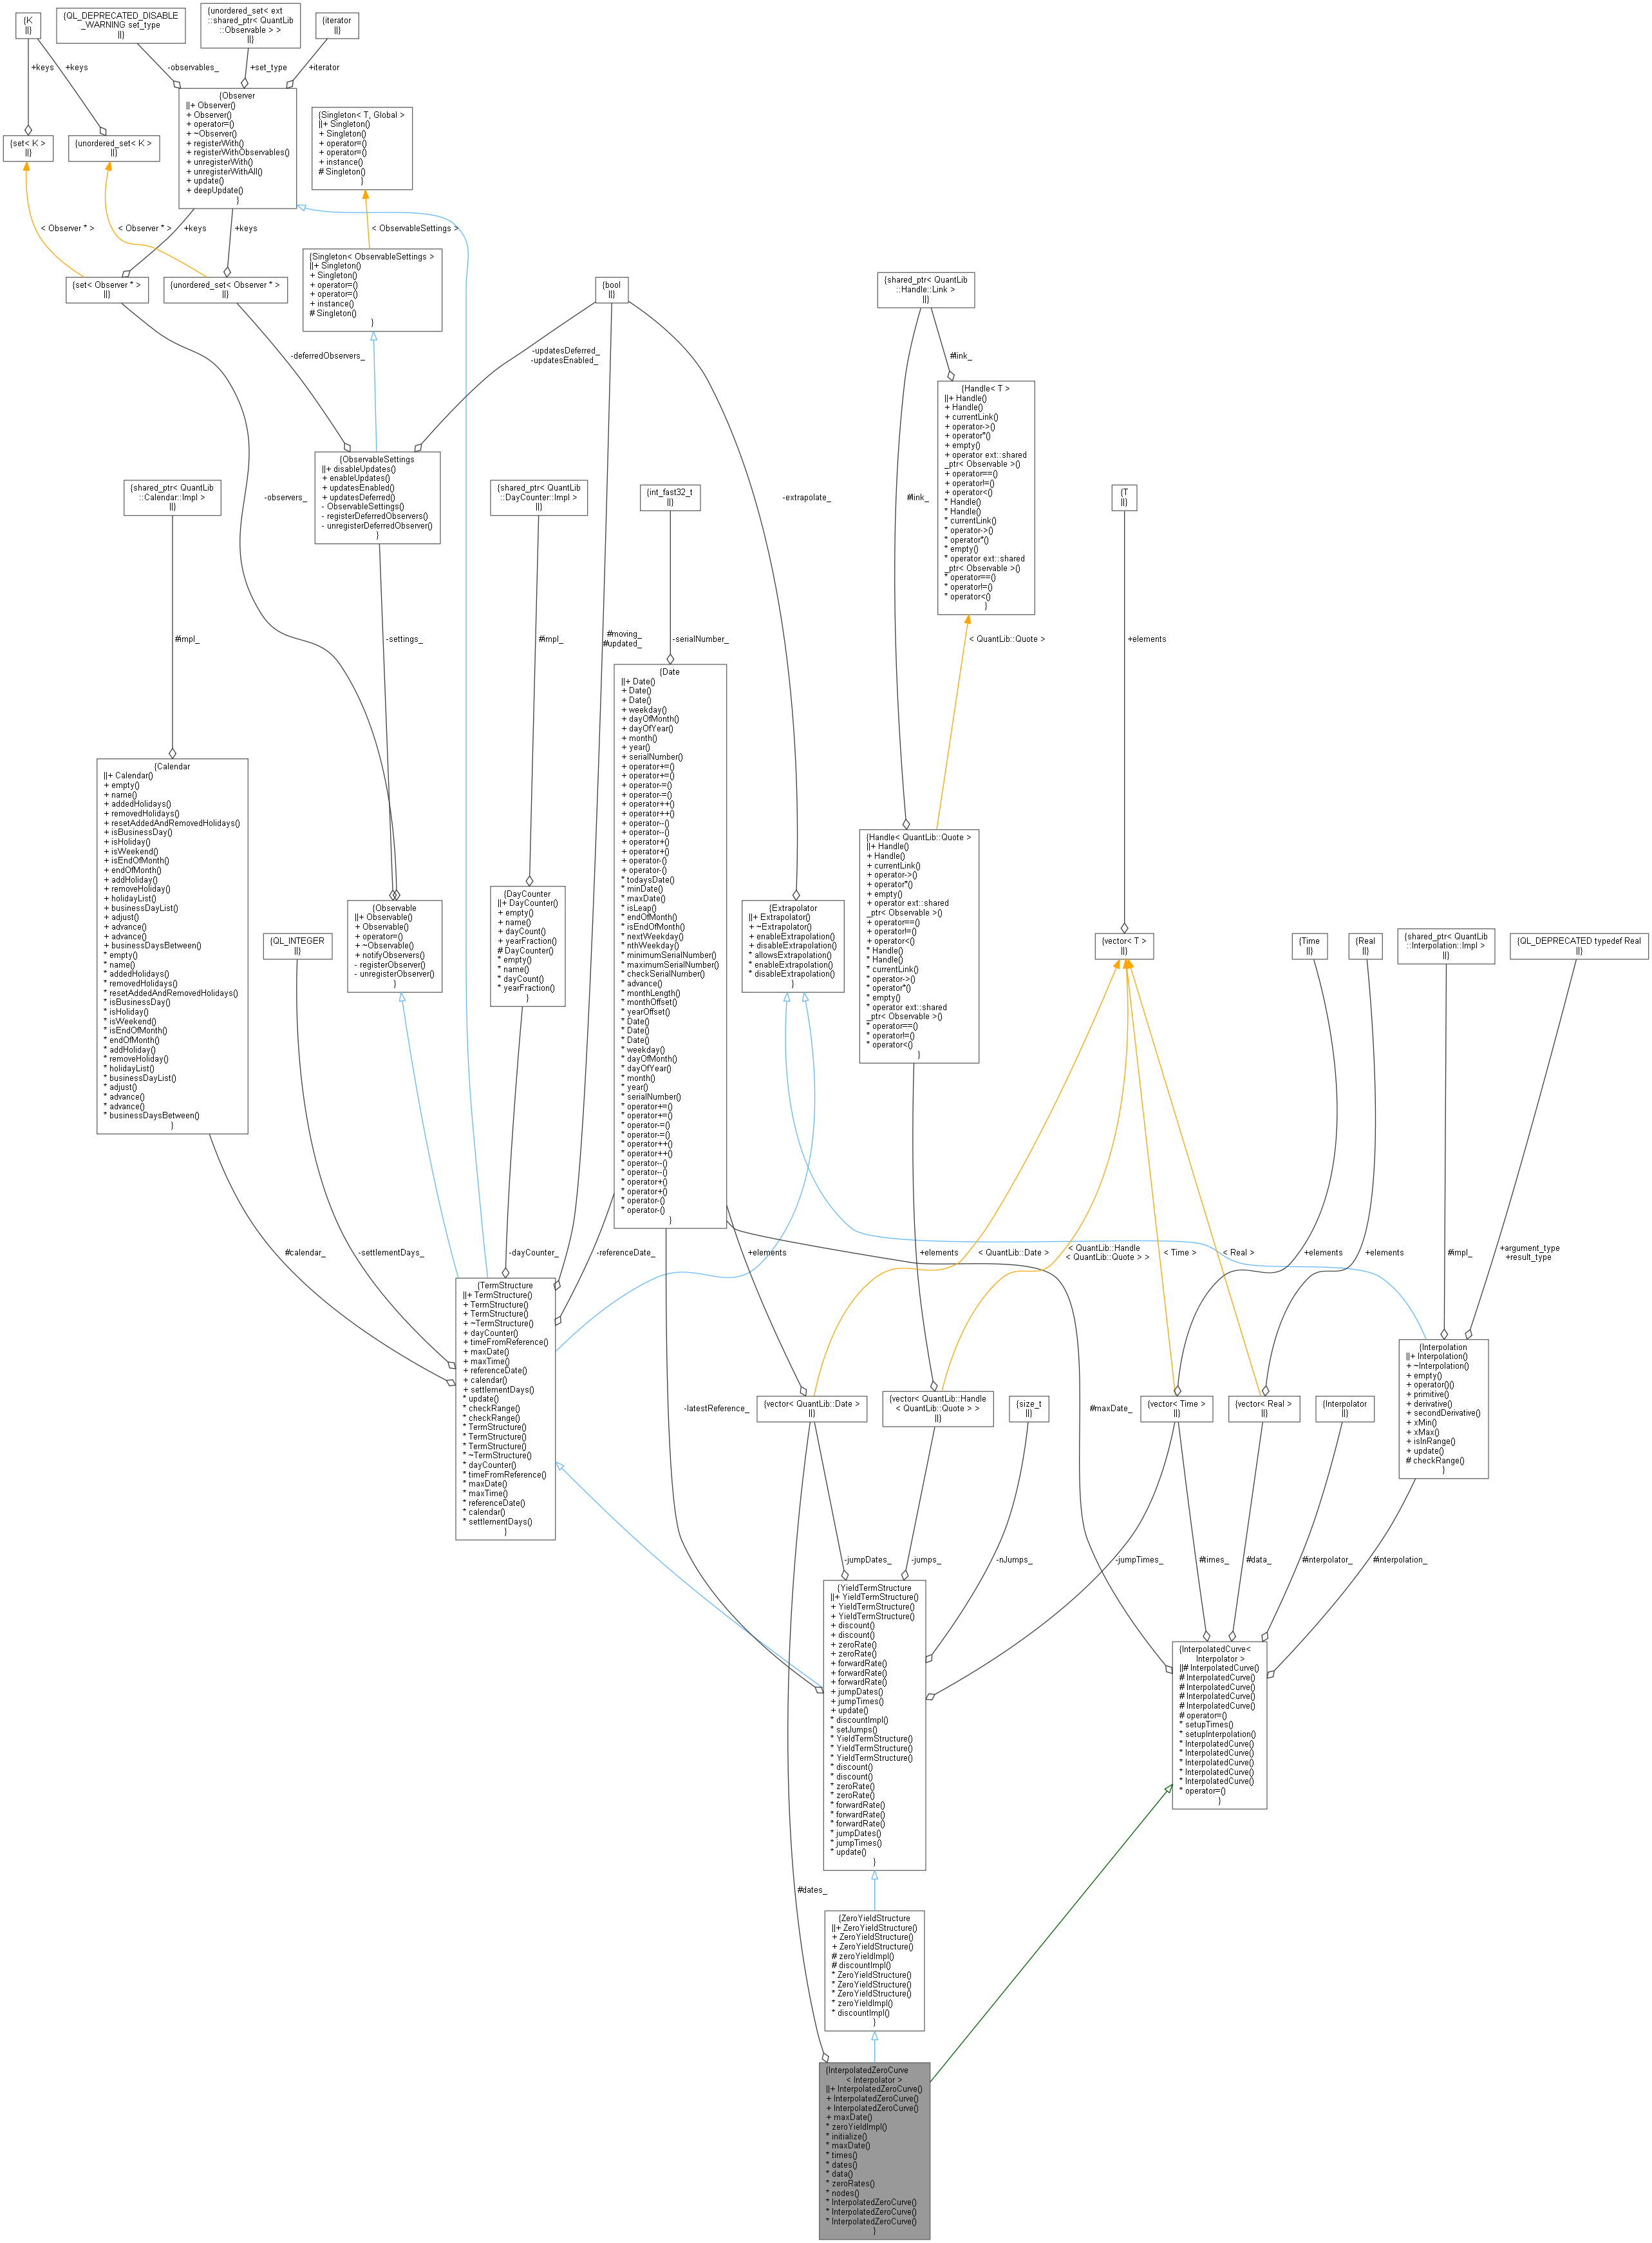 {K
||}
{QL_DEPRECATED_DISABLE
_WARNING set_type
||}
{unordered_set< ext
::shared_ptr< QuantLib
::Observable > >
||}
{iterator
||}
+keys
+keys
-observables_
+set_type
+iterator
{set< K >
||}
{unordered_set< K >
||}
{Observer
||+ Observer()
+ Observer()
+ operator=()
+ ~Observer()
+ registerWith()
+ registerWithObservables()
+ unregisterWith()
+ unregisterWithAll()
+ update()
+ deepUpdate()
}
{Singleton< T, Global >
||+ Singleton()
+ Singleton()
+ operator=()
+ operator=()
+ instance()
# Singleton()
}
< Observer * >
< Observer * >
+keys
+keys
< ObservableSettings >
{set< Observer * >
||}
{unordered_set< Observer * >
||}
{Singleton< ObservableSettings >
||+ Singleton()
+ Singleton()
+ operator=()
+ operator=()
+ instance()
# Singleton()
}
{bool
||}
{shared_ptr< QuantLib
::Handle::Link >
||}
-deferredObservers_
-updatesDeferred_
-updatesEnabled_
#link_
{Handle< T >
||+ Handle()
+ Handle()
+ currentLink()
+ operator->()
+ operator*()
+ empty()
+ operator ext::shared
_ptr< Observable >()
+ operator==()
+ operator!=()
+ operator<()
* Handle()
* Handle()
* currentLink()
* operator->()
* operator*()
* empty()
* operator ext::shared
_ptr< Observable >()
* operator==()
* operator!=()
* operator<()
}
{ObservableSettings
||+ disableUpdates()
+ enableUpdates()
+ updatesEnabled()
+ updatesDeferred()
- ObservableSettings()
- registerDeferredObservers()
- unregisterDeferredObserver()
}
-observers_
-extrapolate_
#link_
{shared_ptr< QuantLib
::Calendar::Impl >
||}
{shared_ptr< QuantLib
::DayCounter::Impl >
||}
{int_fast32_t
||}
{T
||}
#impl_
-settings_
#impl_
#moving_
#updated_
-serialNumber_
< QuantLib::Quote >
+elements
{Calendar
||+ Calendar()
+ empty()
+ name()
+ addedHolidays()
+ removedHolidays()
+ resetAddedAndRemovedHolidays()
+ isBusinessDay()
+ isHoliday()
+ isWeekend()
+ isEndOfMonth()
+ endOfMonth()
+ addHoliday()
+ removeHoliday()
+ holidayList()
+ businessDayList()
+ adjust()
+ advance()
+ advance()
+ businessDaysBetween()
* empty()
* name()
* addedHolidays()
* removedHolidays()
* resetAddedAndRemovedHolidays()
* isBusinessDay()
* isHoliday()
* isWeekend()
* isEndOfMonth()
* endOfMonth()
* addHoliday()
* removeHoliday()
* holidayList()
* businessDayList()
* adjust()
* advance()
* advance()
* businessDaysBetween()
}
{QL_INTEGER
||}
{Observable
||+ Observable()
+ Observable()
+ operator=()
+ ~Observable()
+ notifyObservers()
- registerObserver()
- unregisterObserver()
}
{DayCounter
||+ DayCounter()
+ empty()
+ name()
+ dayCount()
+ yearFraction()
# DayCounter()
* empty()
* name()
* dayCount()
* yearFraction()
}
{Date
||+ Date()
+ Date()
+ Date()
+ weekday()
+ dayOfMonth()
+ dayOfYear()
+ month()
+ year()
+ serialNumber()
+ operator+=()
+ operator+=()
+ operator-=()
+ operator-=()
+ operator++()
+ operator++()
+ operator--()
+ operator--()
+ operator+()
+ operator+()
+ operator-()
+ operator-()
* todaysDate()
* minDate()
* maxDate()
* isLeap()
* endOfMonth()
* isEndOfMonth()
* nextWeekday()
* nthWeekday()
* minimumSerialNumber()
* maximumSerialNumber()
* checkSerialNumber()
* advance()
* monthLength()
* monthOffset()
* yearOffset()
* Date()
* Date()
* Date()
* weekday()
* dayOfMonth()
* dayOfYear()
* month()
* year()
* serialNumber()
* operator+=()
* operator+=()
* operator-=()
* operator-=()
* operator++()
* operator++()
* operator--()
* operator--()
* operator+()
* operator+()
* operator-()
* operator-()
}
{Extrapolator
||+ Extrapolator()
+ ~Extrapolator()
+ enableExtrapolation()
+ disableExtrapolation()
* allowsExtrapolation()
* enableExtrapolation()
* disableExtrapolation()
}
{Handle< QuantLib::Quote >
||+ Handle()
+ Handle()
+ currentLink()
+ operator->()
+ operator*()
+ empty()
+ operator ext::shared
_ptr< Observable >()
+ operator==()
+ operator!=()
+ operator<()
* Handle()
* Handle()
* currentLink()
* operator->()
* operator*()
* empty()
* operator ext::shared
_ptr< Observable >()
* operator==()
* operator!=()
* operator<()
}
{vector< T >
||}
{Time
||}
{Real
||}
{shared_ptr< QuantLib
::Interpolation::Impl >
||}
{QL_DEPRECATED typedef Real
||}
#calendar_
-settlementDays_
-dayCounter_
-referenceDate_
+elements
+elements
< QuantLib::Date >
< QuantLib::Handle
< QuantLib::Quote > >
< Time >
< Real >
+elements
+elements
#impl_
+argument_type
+result_type
{TermStructure
||+ TermStructure()
+ TermStructure()
+ TermStructure()
+ ~TermStructure()
+ dayCounter()
+ timeFromReference()
+ maxDate()
+ maxTime()
+ referenceDate()
+ calendar()
+ settlementDays()
* update()
* checkRange()
* checkRange()
* TermStructure()
* TermStructure()
* TermStructure()
* ~TermStructure()
* dayCounter()
* timeFromReference()
* maxDate()
* maxTime()
* referenceDate()
* calendar()
* settlementDays()
}
-latestReference_
{vector< QuantLib::Date >
||}
{vector< QuantLib::Handle
< QuantLib::Quote > >
||}
{size_t
||}
#maxDate_
{vector< Time >
||}
{vector< Real >
||}
{Interpolator
||}
{Interpolation
||+ Interpolation()
+ ~Interpolation()
+ empty()
+ operator()()
+ primitive()
+ derivative()
+ secondDerivative()
+ xMin()
+ xMax()
+ isInRange()
+ update()
# checkRange()
}
-jumpDates_
-jumps_
-nJumps_
-jumpTimes_
#times_
#data_
#interpolator_
#interpolation_
{YieldTermStructure
||+ YieldTermStructure()
+ YieldTermStructure()
+ YieldTermStructure()
+ discount()
+ discount()
+ zeroRate()
+ zeroRate()
+ forwardRate()
+ forwardRate()
+ forwardRate()
+ jumpDates()
+ jumpTimes()
+ update()
* discountImpl()
* setJumps()
* YieldTermStructure()
* YieldTermStructure()
* YieldTermStructure()
* discount()
* discount()
* zeroRate()
* zeroRate()
* forwardRate()
* forwardRate()
* forwardRate()
* jumpDates()
* jumpTimes()
* update()
}
{InterpolatedCurve<
Interpolator >
||# InterpolatedCurve()
# InterpolatedCurve()
# InterpolatedCurve()
# InterpolatedCurve()
# InterpolatedCurve()
# operator=()
* setupTimes()
* setupInterpolation()
* InterpolatedCurve()
* InterpolatedCurve()
* InterpolatedCurve()
* InterpolatedCurve()
* InterpolatedCurve()
* operator=()
}
#dates_
{ZeroYieldStructure
||+ ZeroYieldStructure()
+ ZeroYieldStructure()
+ ZeroYieldStructure()
# zeroYieldImpl()
# discountImpl()
* ZeroYieldStructure()
* ZeroYieldStructure()
* ZeroYieldStructure()
* zeroYieldImpl()
* discountImpl()
}
{InterpolatedZeroCurve
< Interpolator >
||+ InterpolatedZeroCurve()
+ InterpolatedZeroCurve()
+ InterpolatedZeroCurve()
+ maxDate()
* zeroYieldImpl()
* initialize()
* maxDate()
* times()
* dates()
* data()
* zeroRates()
* nodes()
* InterpolatedZeroCurve()
* InterpolatedZeroCurve()
* InterpolatedZeroCurve()
}